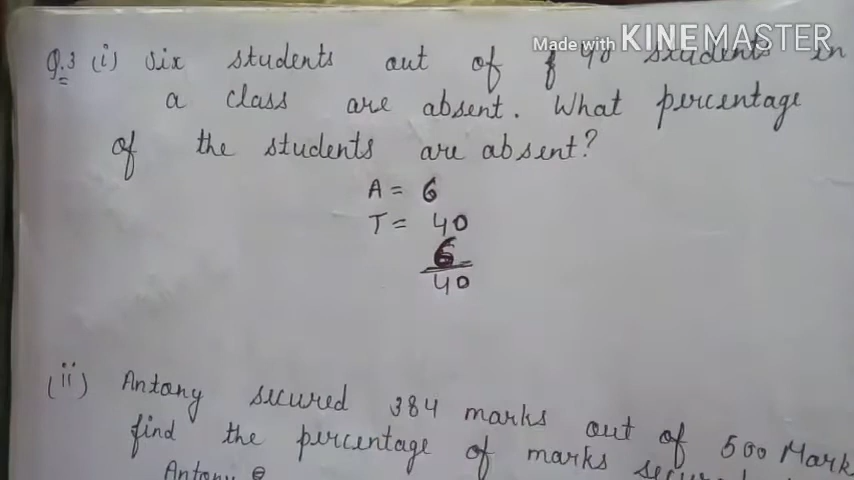 Made with KINEMASTER
Q.3 (i) Six students out of 40 students in
a class are absent. What percentage
of the students are absent?
A = 6
T = 40
6
40
(ii) Antony secured 384 marks out of 500 Mark
find the percentage of marks
Antony